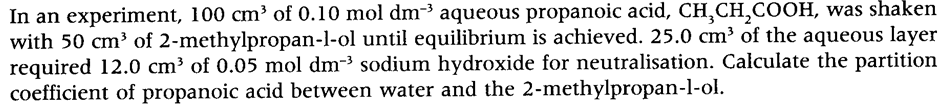 In an experiment, 100 cm³ of 0.10 mol dm⁻³ aqueous propanoic acid, CH₃CH₂COOH, was shaken
with 50 cm³ of 2-methylpropan-l-ol until equilibrium is achieved. 25.0 cm³ of the aqueous layer
required 12.0 cm³ of 0.05 mol dm⁻³ sodium hydroxide for neutralisation. Calculate the partition
coefficient of propanoic acid between water and the 2-methylpropan-l-ol.